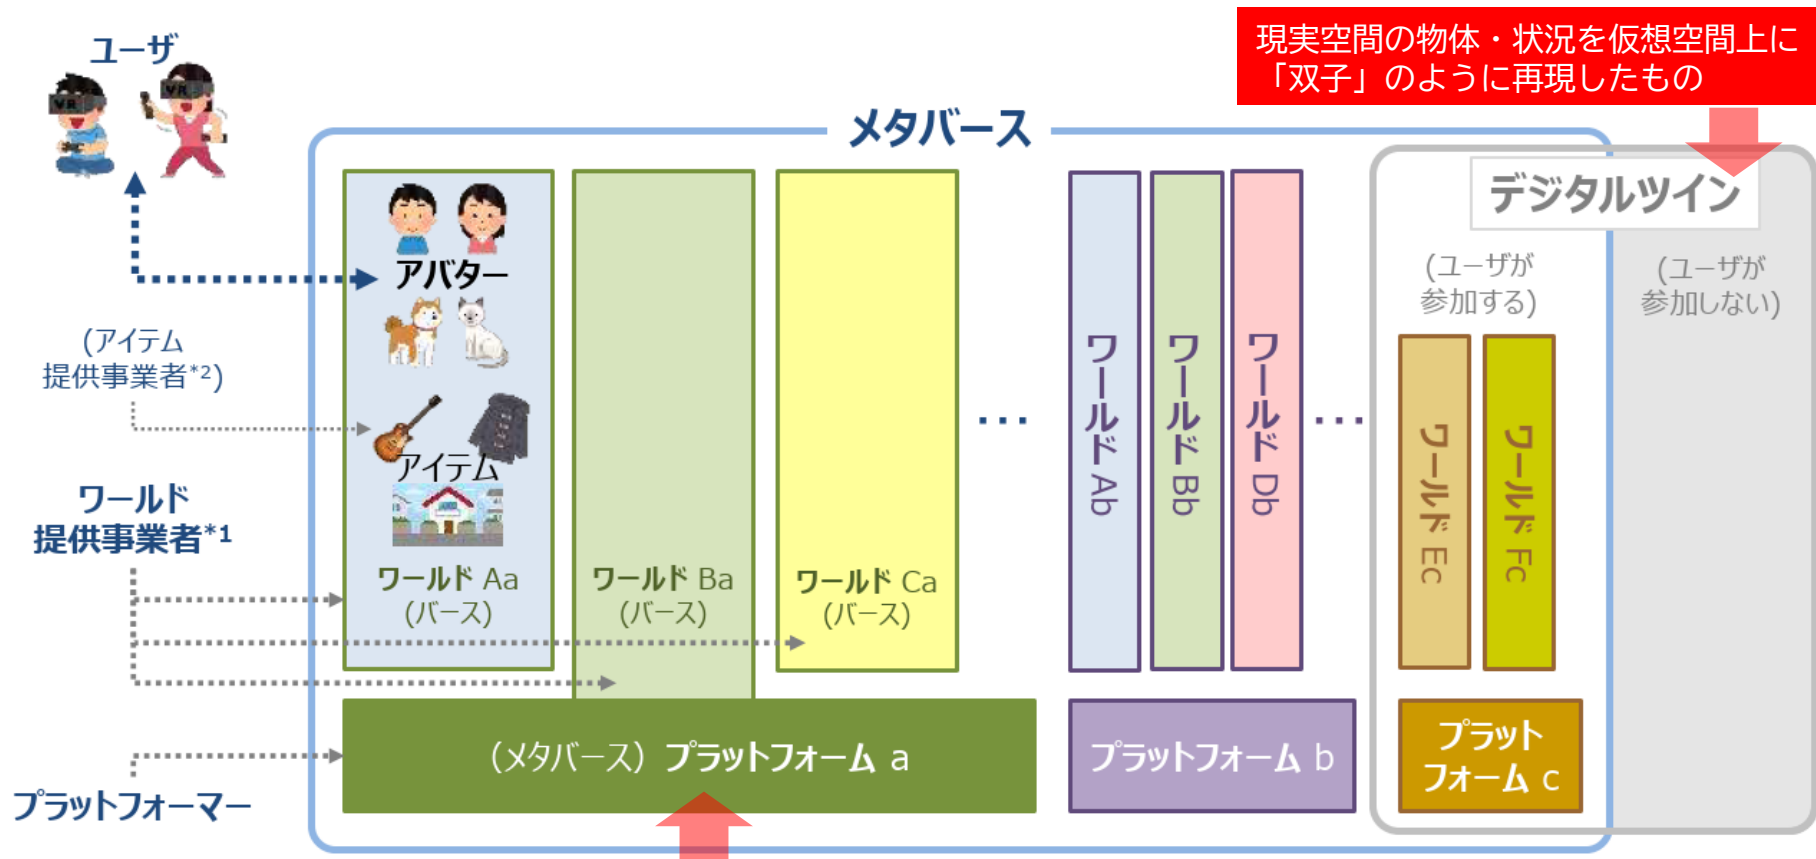 現実空間の物体・状況を仮想空間上に
「双子」のように再現したもの
ユーザ
VR
VR
メタバース
デジタルツイン
(ユーザが
参加する)
(ユーザが
参加しない)
アバター
(アイテム
提供事業者*2)
アイテム
ワールド
提供事業者*1
ワールド Aa
(バース)
ワールド Ba
(バース)
ワールド Ca
(バース)
…
ワールド Ab
ワールド Bb
ワールド Db
…
ワールド Ec
ワールド Fc
プラットフォーマー
(メタバース) プラットフォーム a
プラットフォーム b
プラット
フォーム c